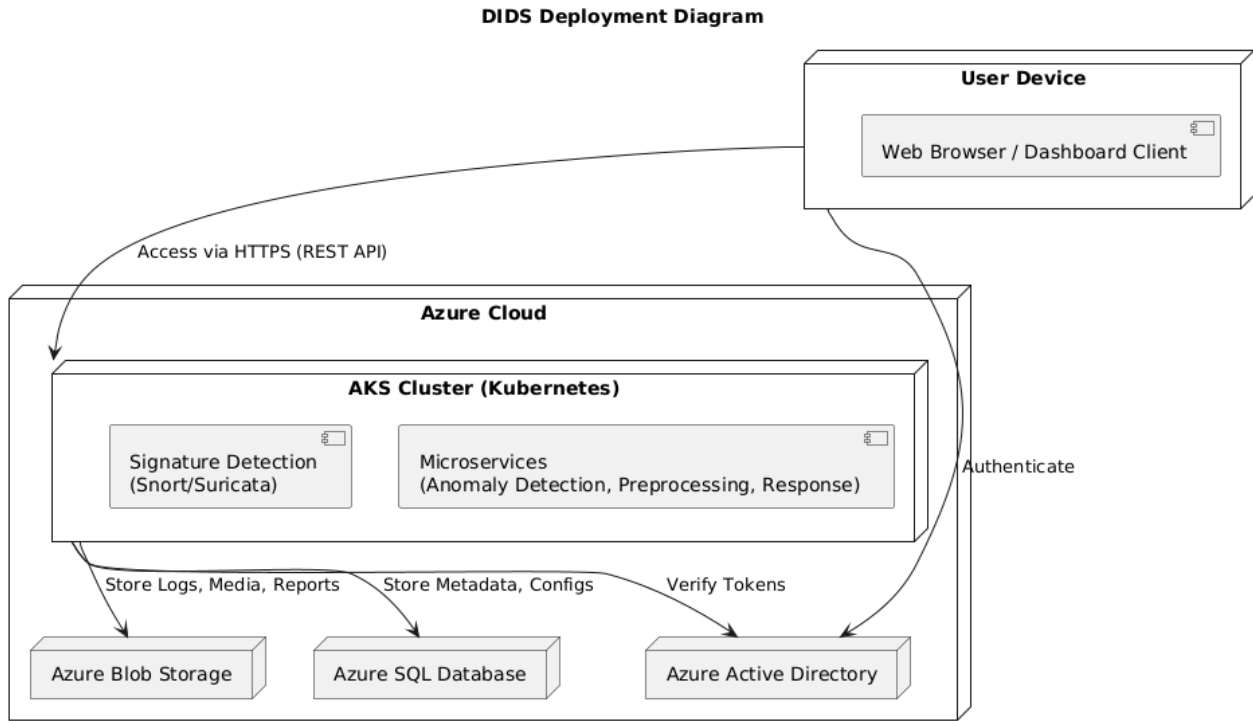 DIDS Deployment Diagram
User Device
Web Browser / Dashboard Client
Access via HTTPS (REST API)
Azure Cloud
AKS Cluster (Kubernetes)
Signature Detection
(Snort/Suricata)
Microservices
(Anomaly Detection, Preprocessing, Response)
Authenticate
Store Logs, Media, Reports
Store Metadata, Configs
Verify Tokens
Azure Blob Storage
Azure SQL Database
Azure Active Directory